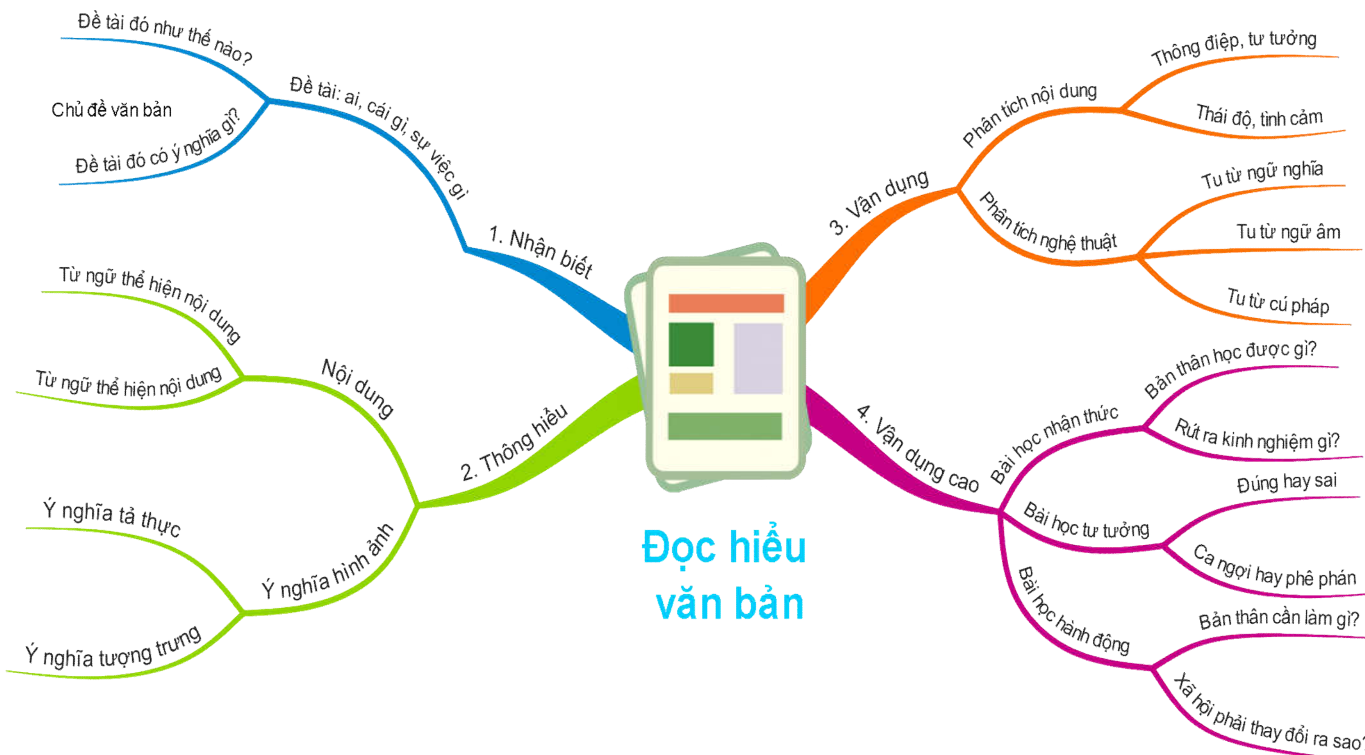 Đọc hiểu
văn bản
1. Nhận biết
Đề tài: ai, cái gì, sự việc gì
Đề tài đó như thế nào?
Chủ đề văn bản
Đề tài đó có ý nghĩa gì?
2. Thông hiểu
Nội dung
Từ ngữ thể hiện nội dung
Từ ngữ thể hiện nội dung
Ý nghĩa hình ảnh
Ý nghĩa tả thực
Ý nghĩa tượng trưng
3. Vận dụng
Phân tích nội dung
Thông điệp, tư tưởng
Thái độ, tình cảm
Phân tích nghệ thuật
Tu từ ngữ nghĩa
Tu từ ngữ âm
Tu từ cú pháp
4. Vận dụng cao
Bài học nhận thức
Bản thân học được gì?
Rút ra kinh nghiệm gì?
Bài học tư tưởng
Đúng hay sai
Ca ngợi hay phê phán
Bài học hành động
Bản thân cần làm gì?
Xã hội phải thay đổi ra sao?